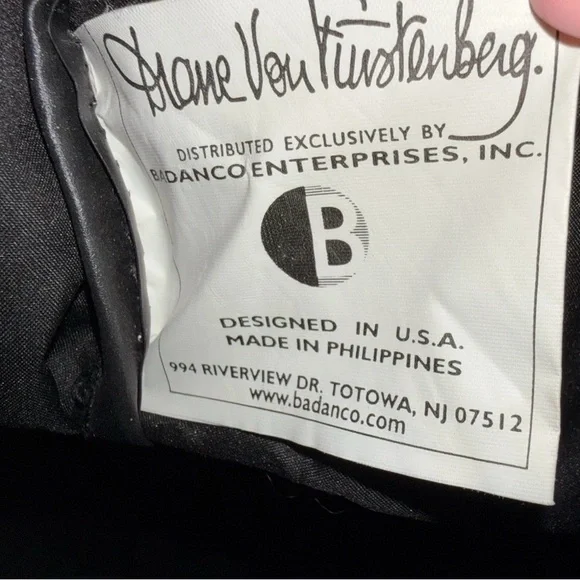 Diane Von Furstenberg.
DISTRIBUTED EXCLUSIVELY BY
BADANCO ENTERPRISES, INC.
B
DESIGNED IN U.S.A.
MADE IN PHILIPPINES
994 RIVERVIEW DR. TOTOWA, NJ 07512
www.badanco.com